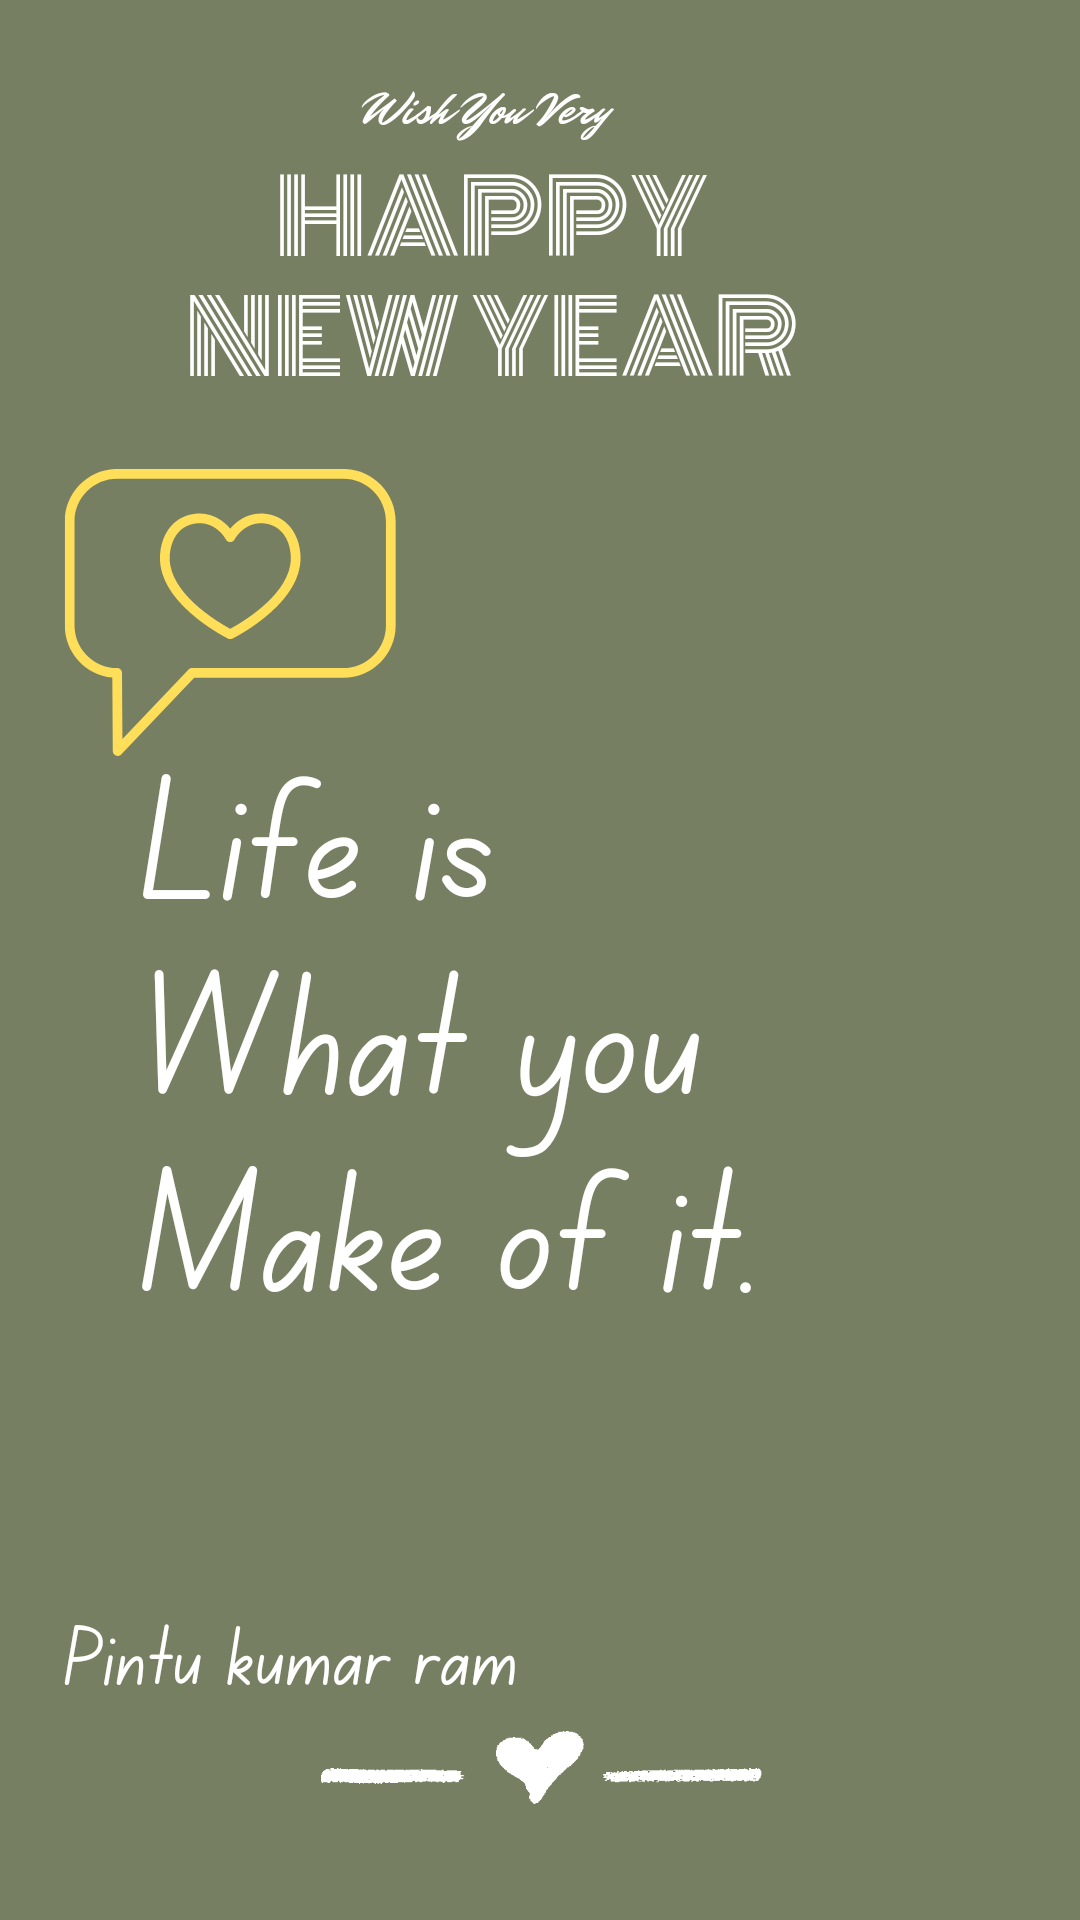 Wish You Very
HAPPY
NEW YEAR
Life is
What you
Make of it.
Pintu kumar ram